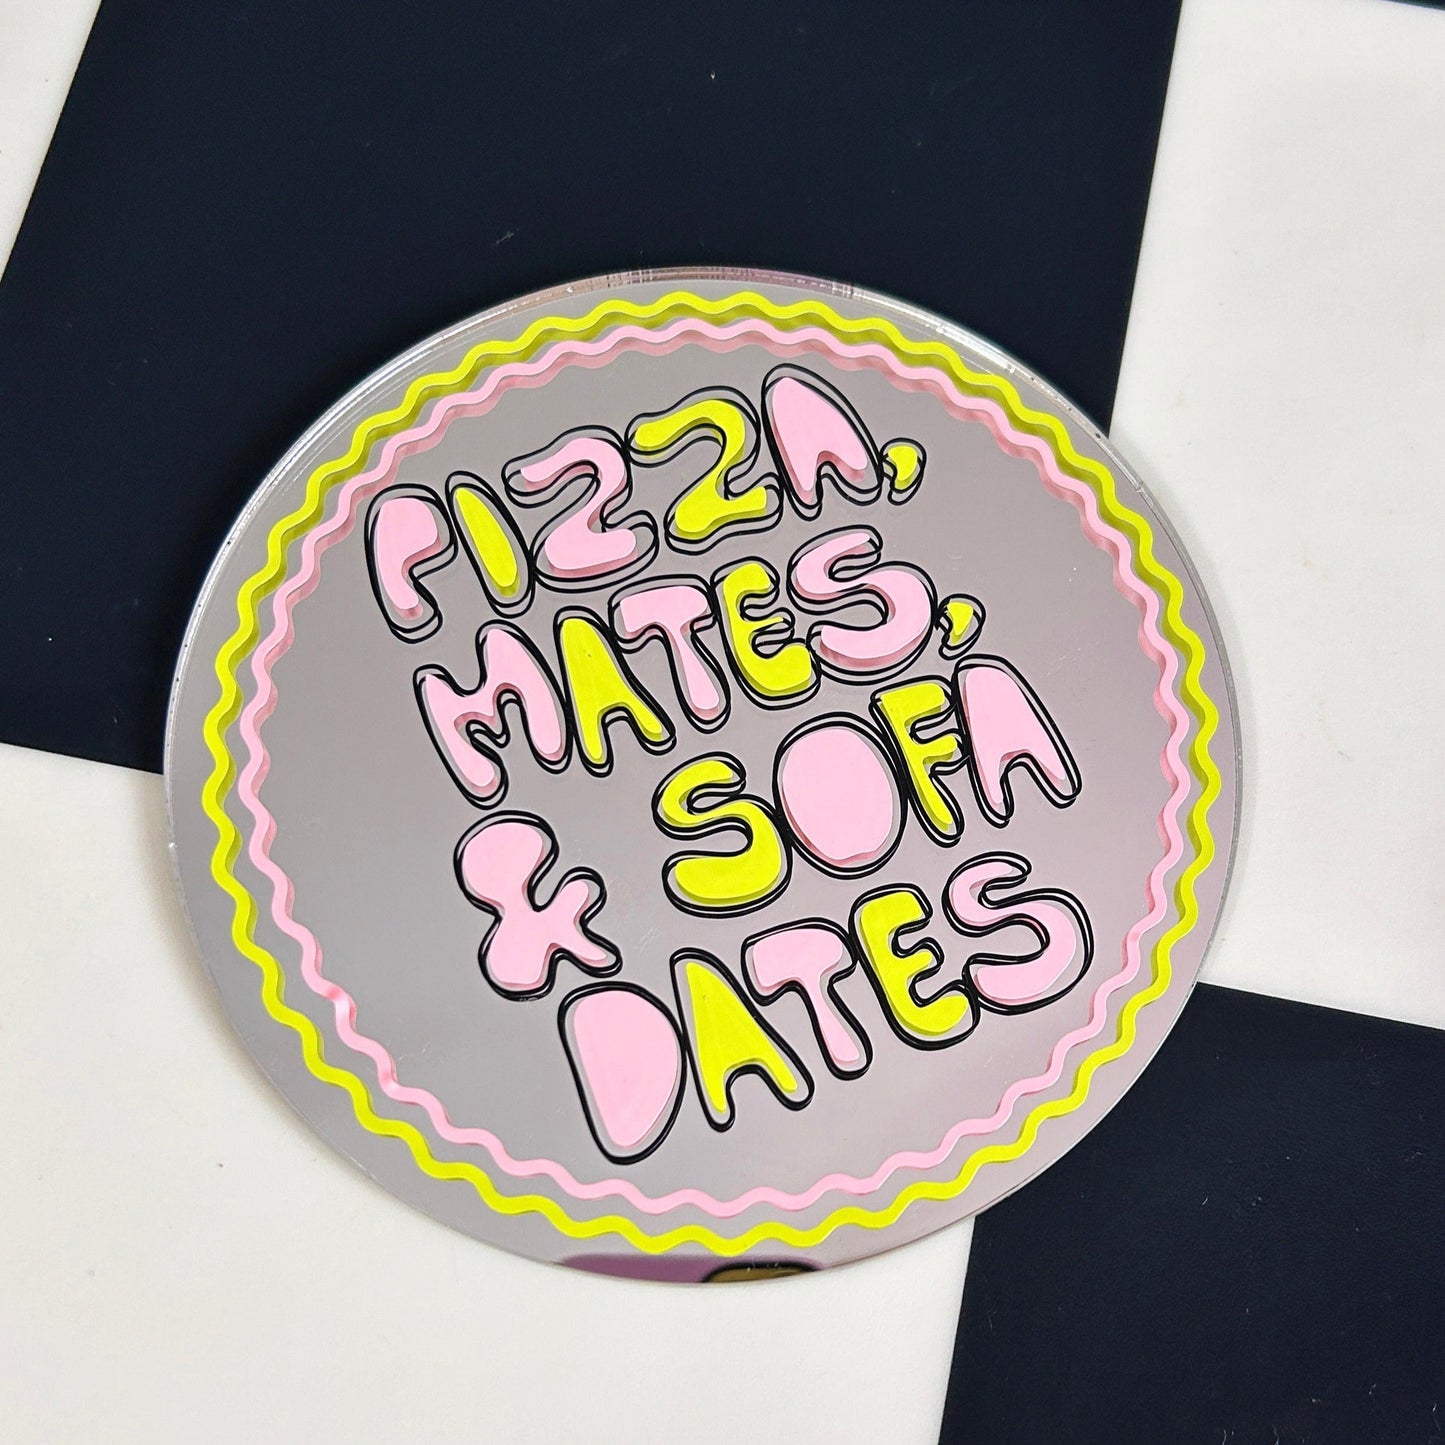 PIZZA,
MATES,
& SOFA
DATES